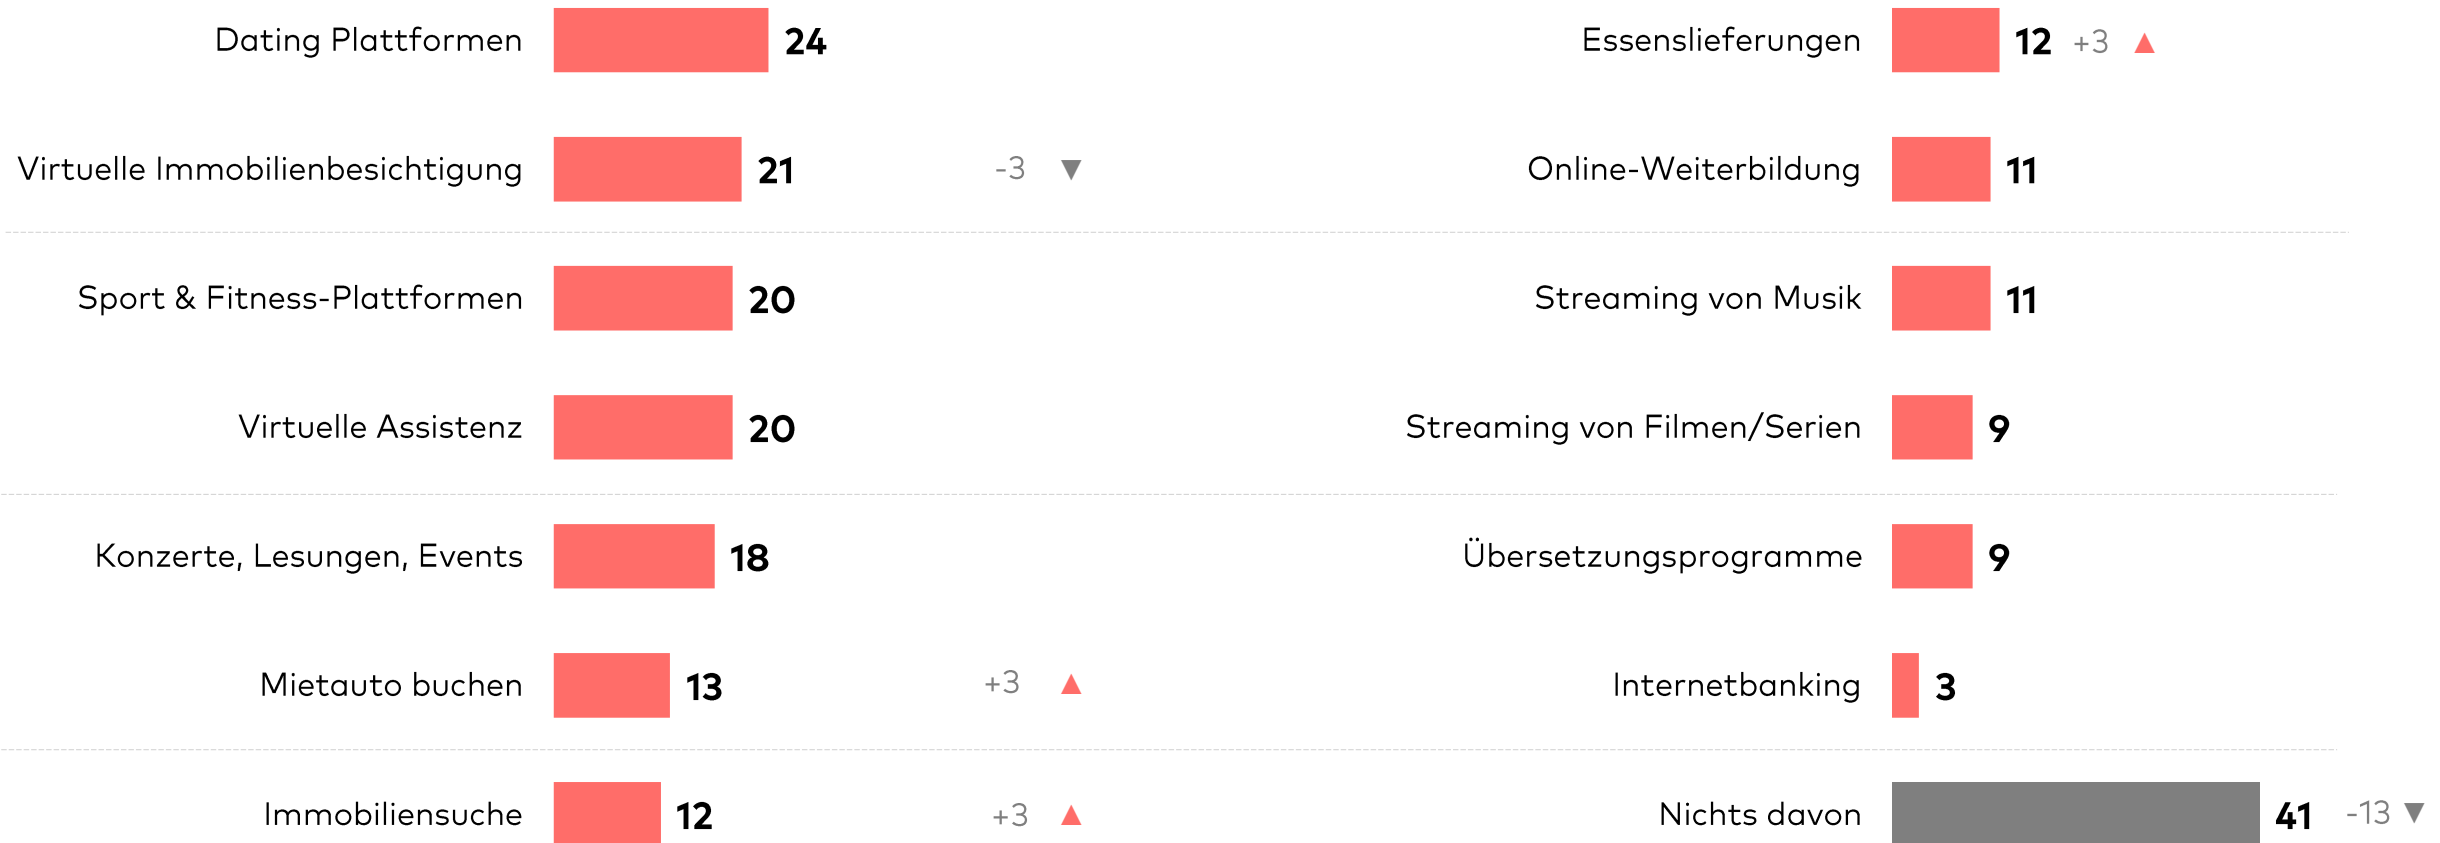 Dating Plattformen 24
Virtuelle Immobilienbesichtigung 21 -3 ▼
Sport & Fitness-Plattformen 20
Virtuelle Assistenz 20
Konzerte, Lesungen, Events 18
Mietauto buchen 13 +3 ▲
Immobiliensuche 12 +3 ▲
Essenslieferungen 12 +3 ▲
Online-Weiterbildung 11
Streaming von Musik 11
Streaming von Filmen/Serien 9
Übersetzungsprogramme 9
Internetbanking 3
Nichts davon 41 -13 ▼